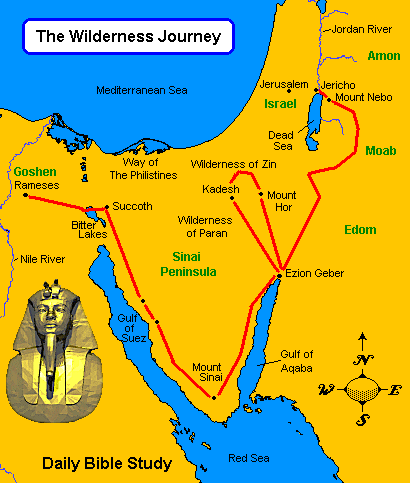 The Wilderness Journey
Jordan River
Amon
Mediterranean Sea
Jerusalem
Jericho
Mount Nebo
Israel
Dead
Sea
Moab
Way of
The Philistines
Wilderness of Zin
Goshen
Rameses
Kadesh
Mount
Hor
Succoth
Bitter
Lakes
Wilderness
of Paran
Edom
Sinai
Peninsula
Nile River
Ezion Geber
Gulf
of
Suez
Mount
Sinai
Gulf of
Aqaba
N
W
E
S
Daily Bible Study
Red Sea